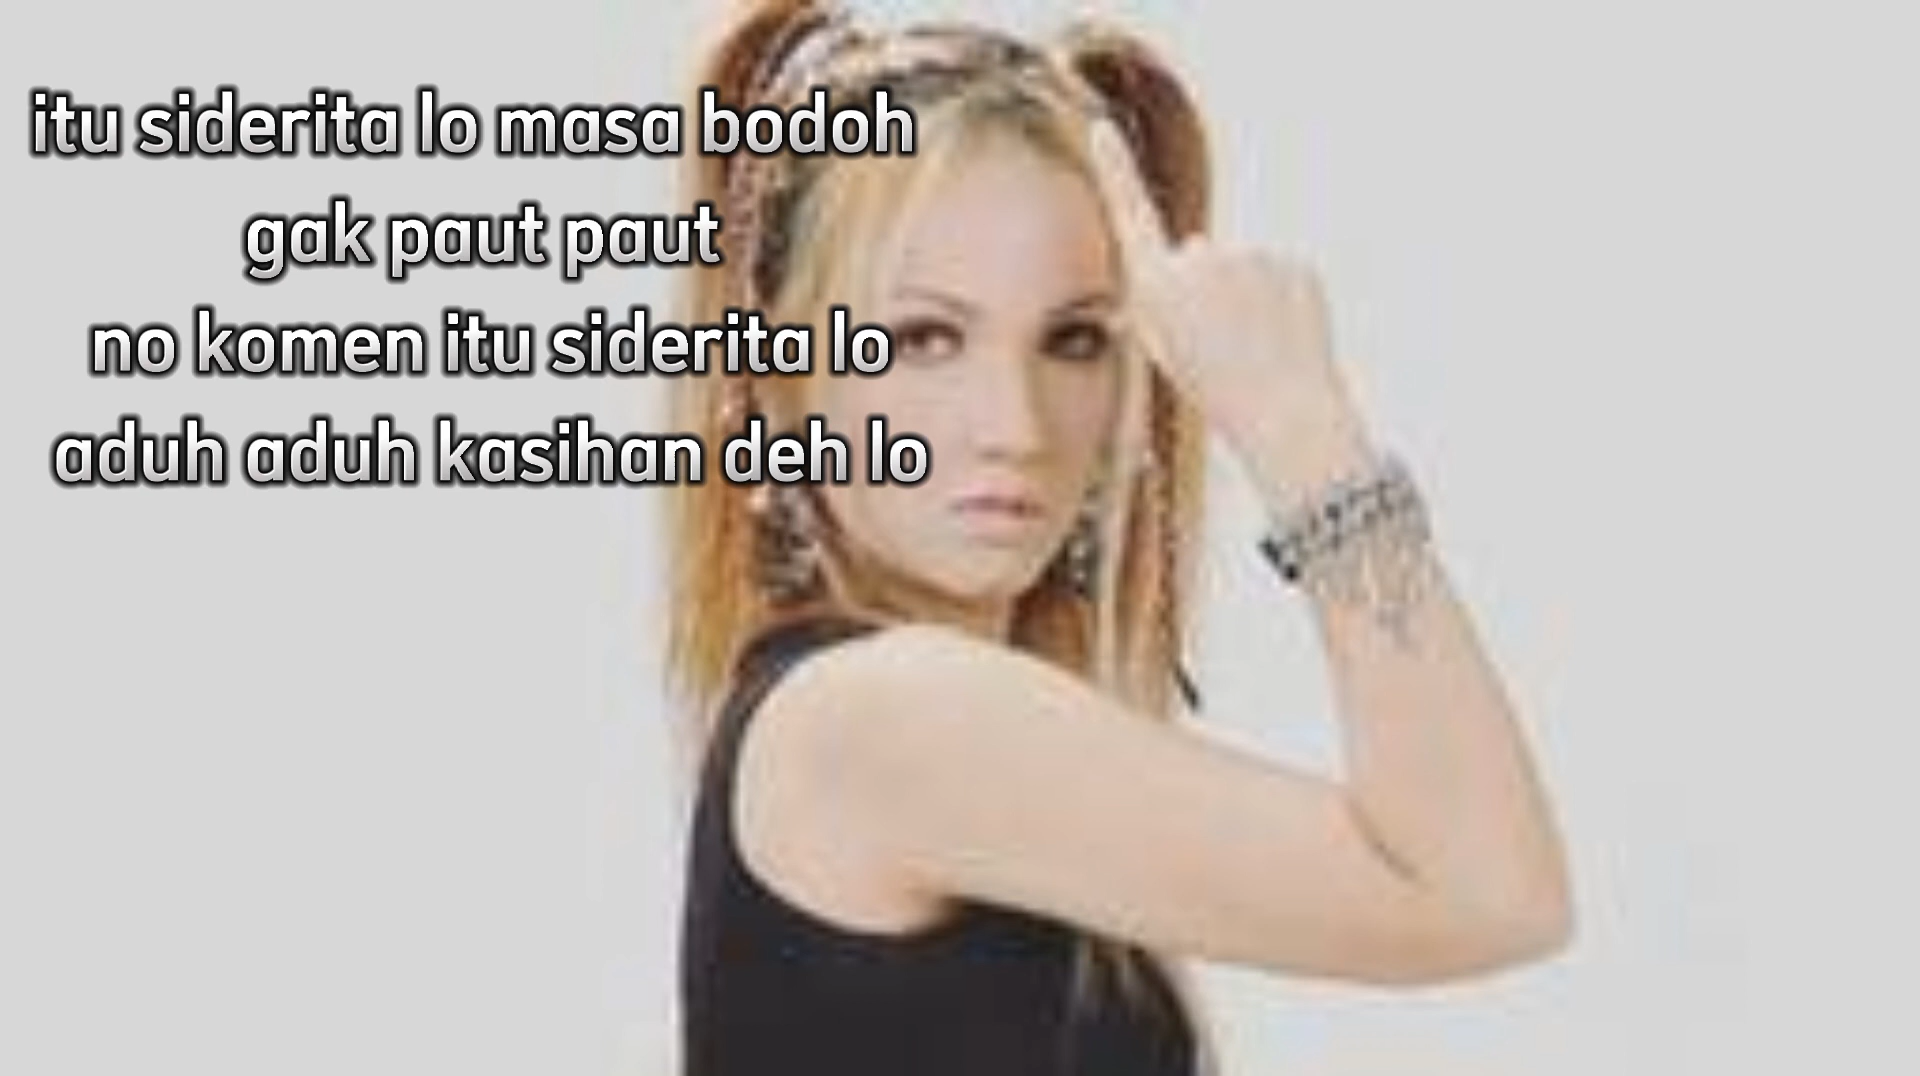 itu siderita lo masa bodoh
gak paut paut
no komen itu siderita lo
aduh aduh kasihan deh lo